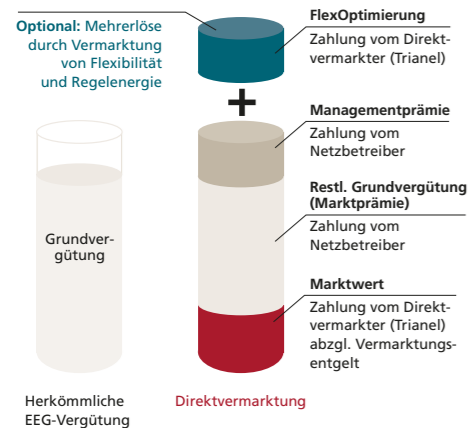 Optional: Mehrerlöse
durch Vermarktung
von Flexibilität
und Regelenergie
FlexOptimierung
Zahlung vom Direkt-
vermarkter (Trianel)
+
Managementprämie
Zahlung vom
Netzbetreiber
Restl. Grundvergütung
(Marktprämie)
Zahlung vom
Netzbetreiber
Grundver-
gütung
Marktwert
Zahlung vom Direkt-
vermarkter (Trianel)
abzgl. Vermarktungs-
entgelt
Herkömmliche
EEG-Vergütung
Direktvermarktung